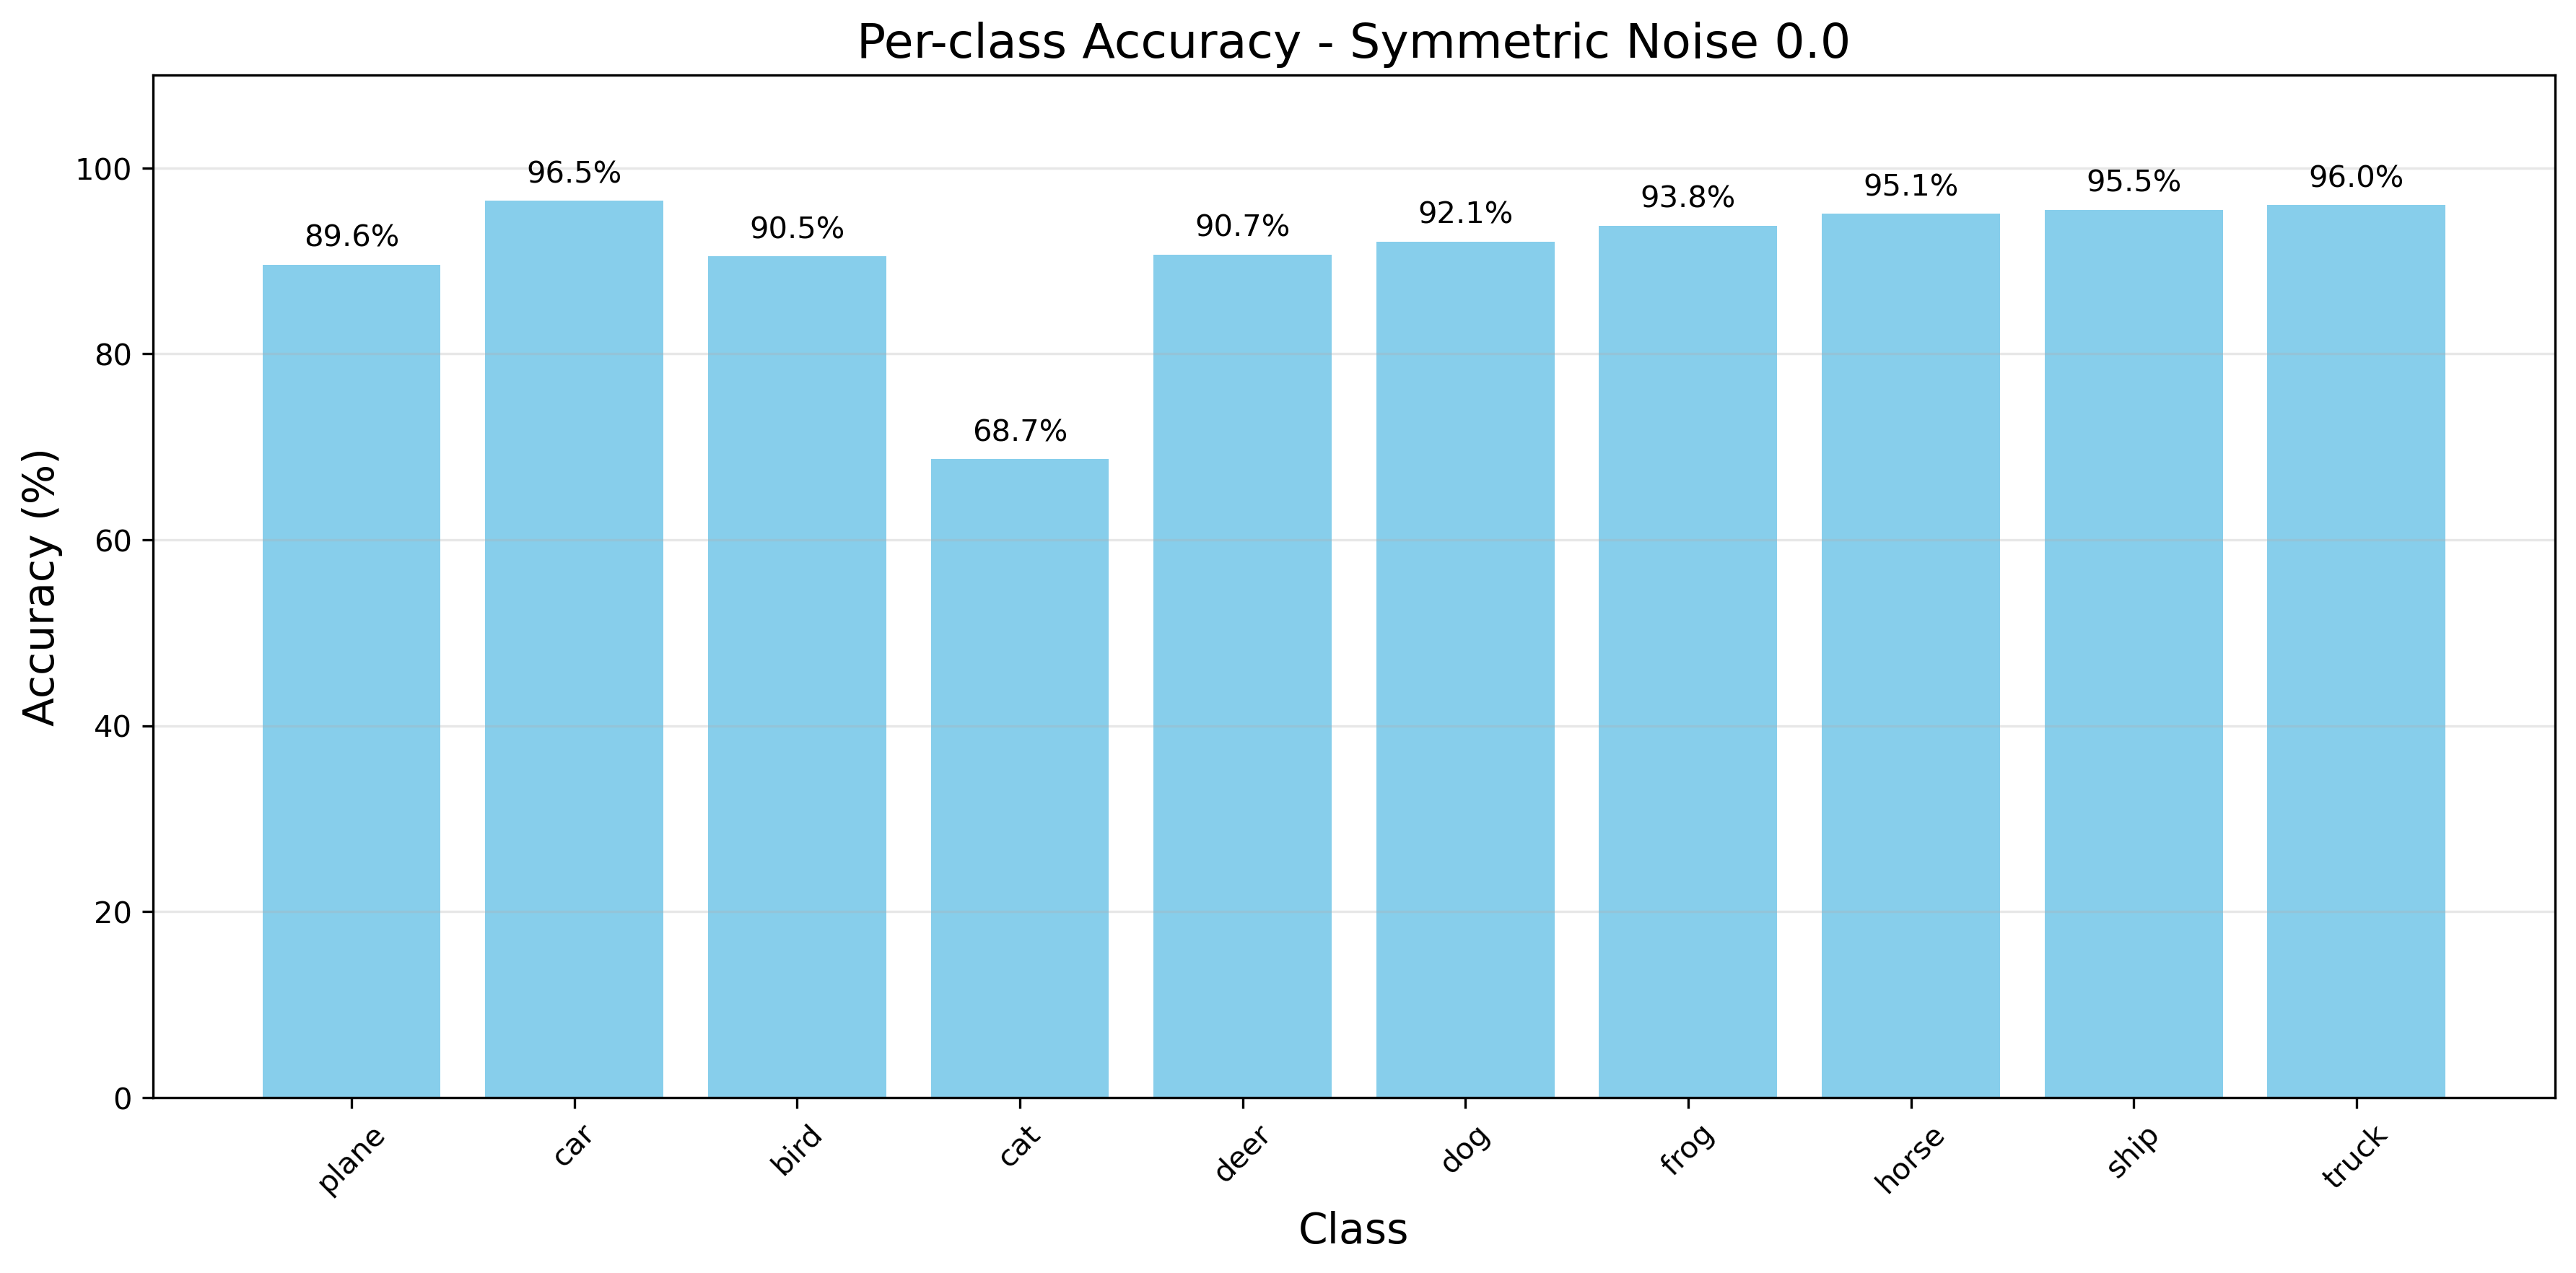 Per-class Accuracy - Symmetric Noise 0.0
Accuracy (%)
100
80
60
40
20
0
89.6%
96.5%
90.5%
68.7%
90.7%
92.1%
93.8%
95.1%
95.5%
96.0%
plane
car
bird
cat
deer
dog
frog
horse
ship
truck
Class